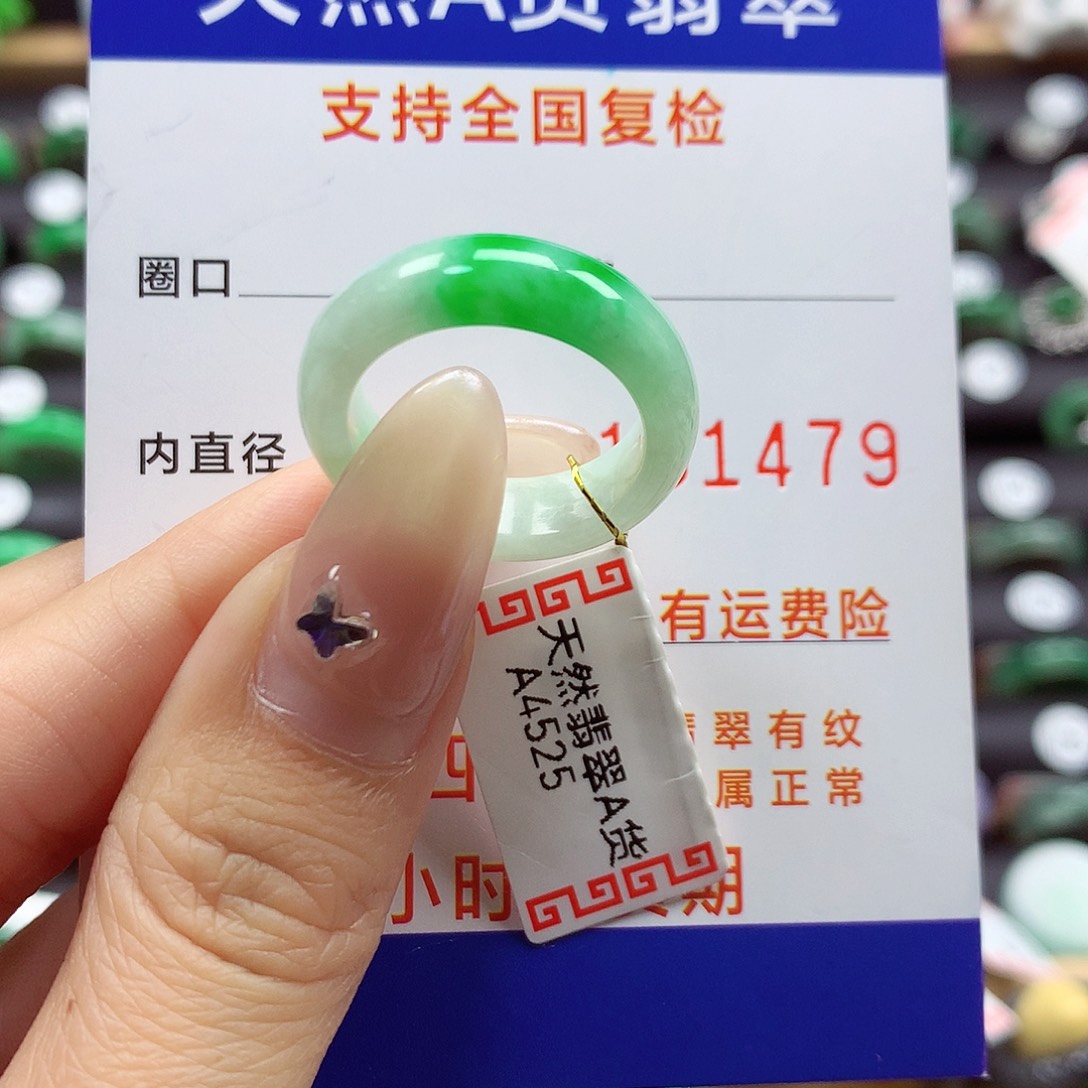 天然A货翡翠
支持全国复检
圈口
内直径
1479
有运费险
天然翡翠A货
A4525
翠有纹
属正常
小时
期